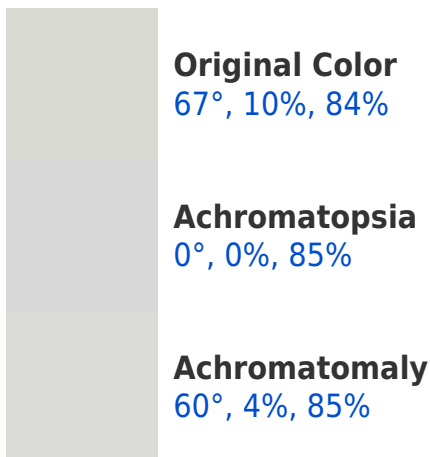 Original Color
67°, 10%, 84%
Achromatopsia
0°, 0%, 85%
Achromatomaly
60°, 4%, 85%